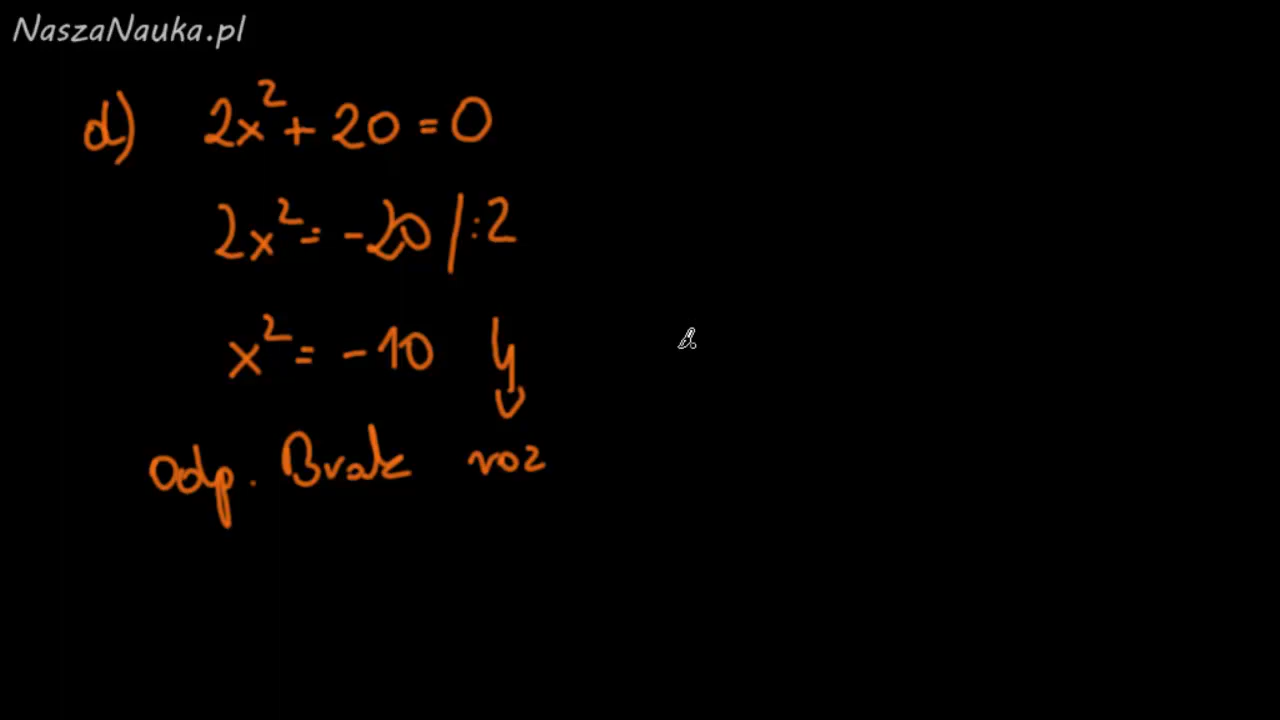 NaszaNauka.pl
d) 2x² + 20 = 0
2x² = -20 /:2
x² = -10 ↯
Odp. Brak roz